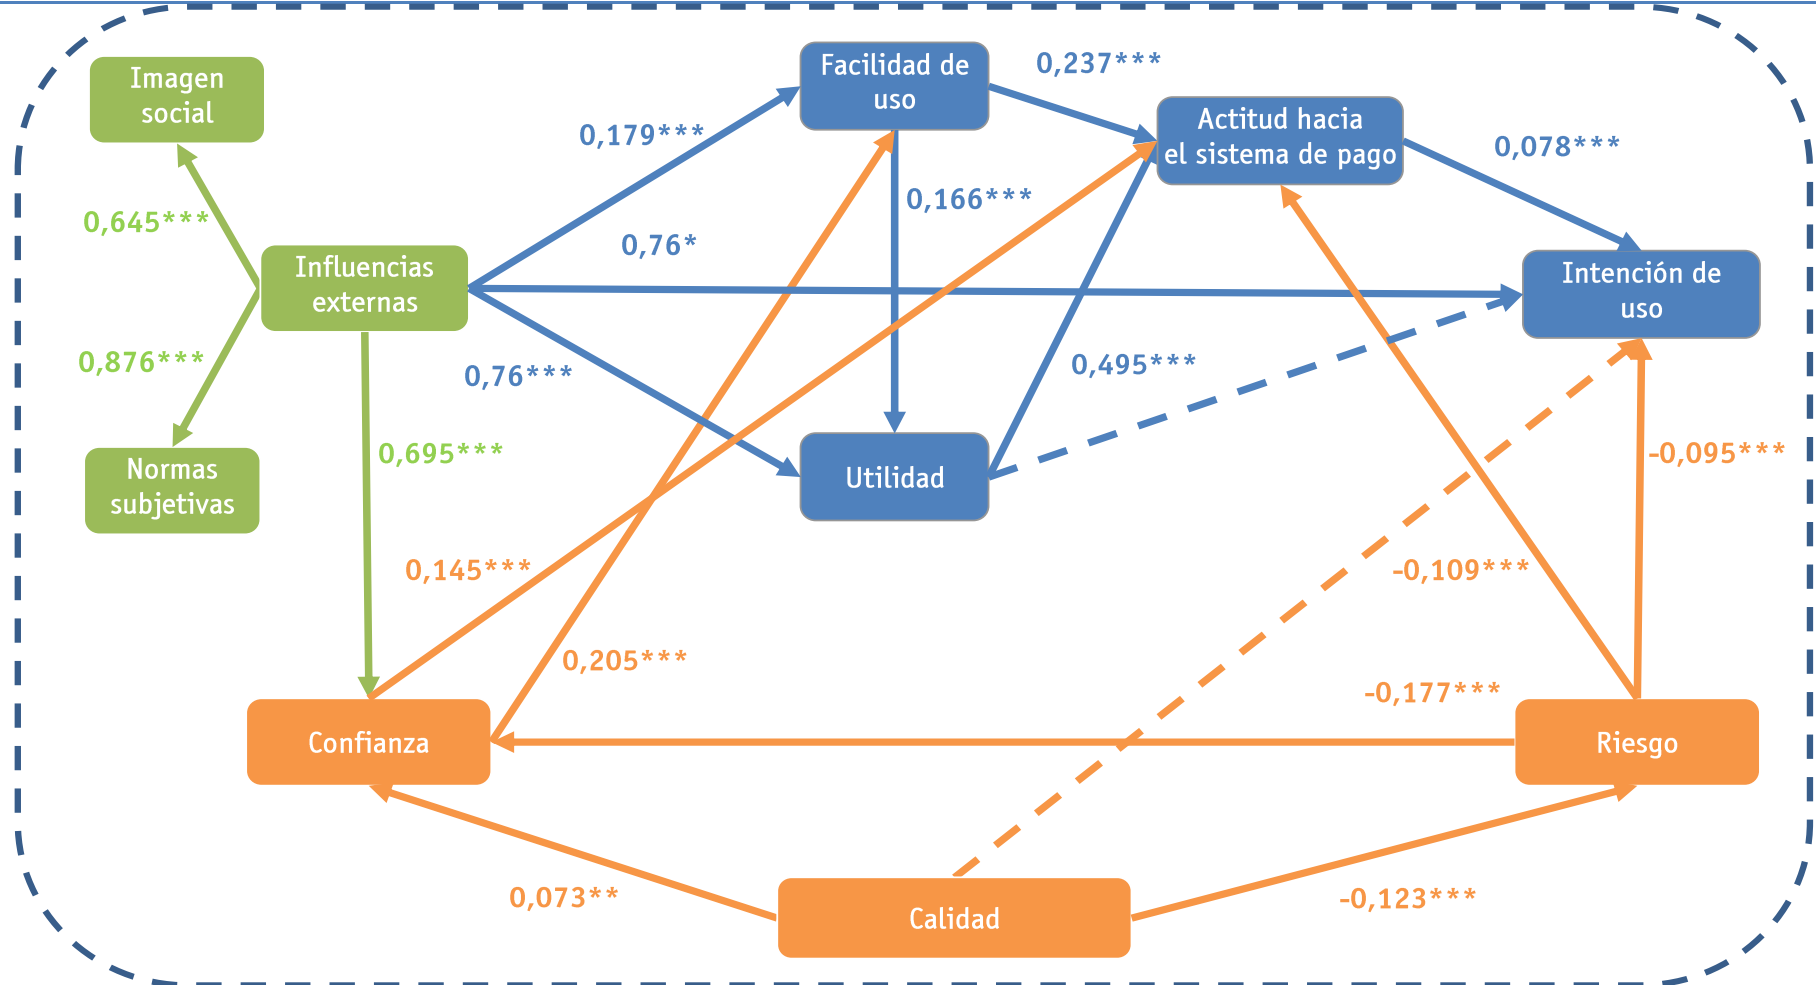 Imagen
social
Facilidad de
uso
0,237***
Actitud hacia
el sistema de pago
0,179***
0,078***
0,645***
0,166***
0,76*
Influencias
externas
Intención de
uso
0,876***
0,76***
0,495***
0,695***
-0,095***
Normas
subjetivas
Utilidad
0,145***
-0,109***
0,205***
-0,177***
Confianza
Riesgo
0,073**
Calidad
-0,123***